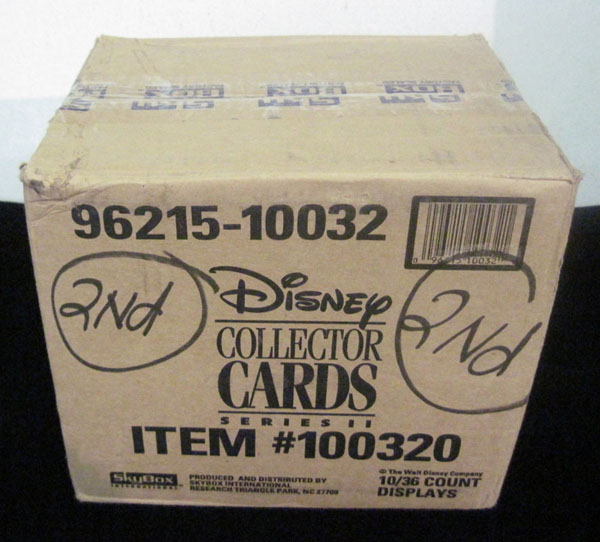 96215-10032
2Nd
2Nd
DISNEY
COLLECTOR
CARDS
SERIES II
ITEM #100320
SKYBOX
INTERNATIONAL
PRODUCED AND DISTRIBUTED BY
SKYBOX INTERNATIONAL
RESEARCH TRIANGLE PARK, NC 27709
© The Walt Disney Company
10/36 COUNT
DISPLAYS